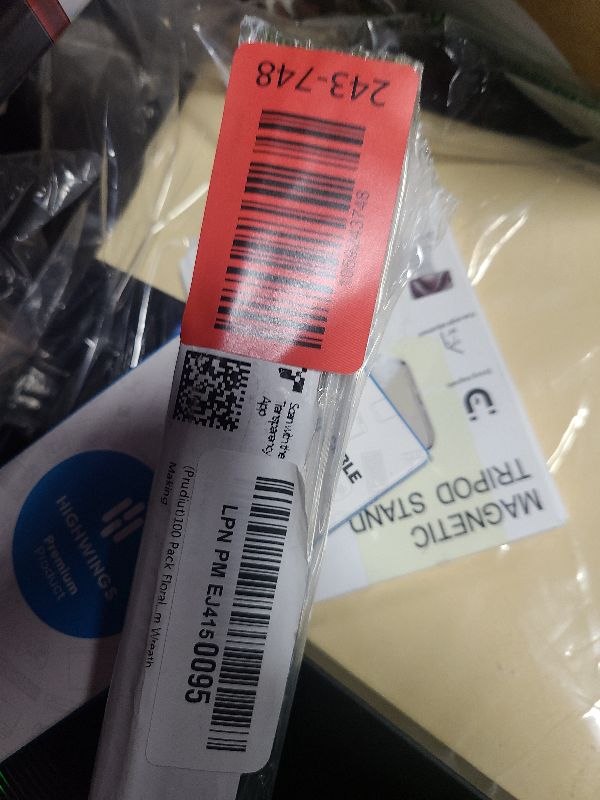 243-748
Scan with the
Transparency
App
LPN PM EJ4150095
(Prudiut)100 Pack Floral...m Wreath
Making
HIGHWINGS
Premium
Product
MAGNETIC
TRIPOD STAND